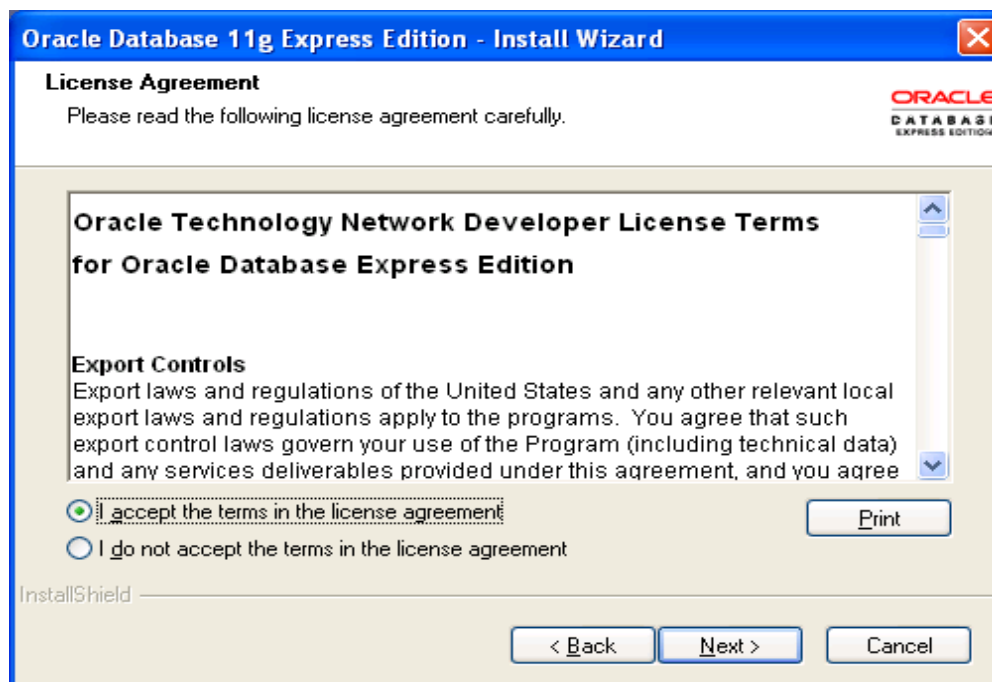 Oracle Database 11g Express Edition - Install Wizard
License Agreement
Please read the following license agreement carefully.
ORACLE
DATABASE
EXPRESS EDITION
Oracle Technology Network Developer License Terms
for Oracle Database Express Edition
Export Controls
Export laws and regulations of the United States and any other relevant local
export laws and regulations apply to the programs.  You agree that such
export control laws govern your use of the Program (including technical data)
and any services deliverables provided under this agreement, and you agree
I accept the terms in the license agreement
Print
I do not accept the terms in the license agreement
InstallShield
< Back
Next >
Cancel